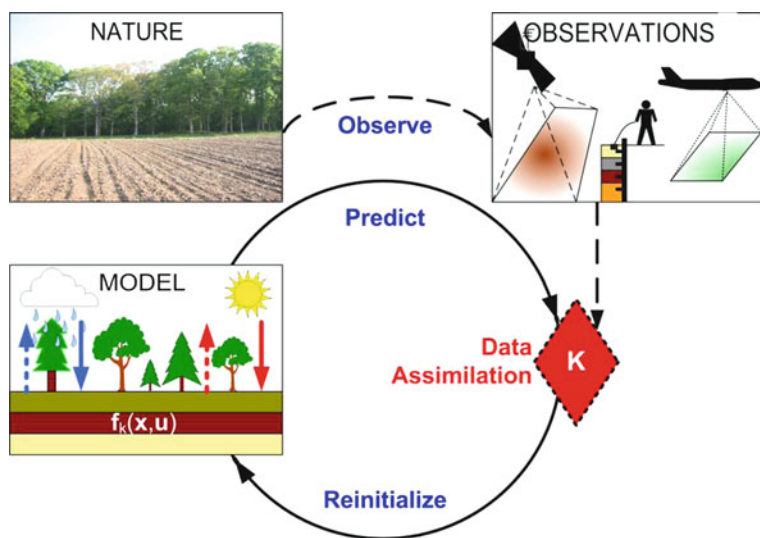 NATURE
OBSERVATIONS
Observe
Predict
MODEL
Data
Assimilation
K
fₖ(x,u)
Reinitialize